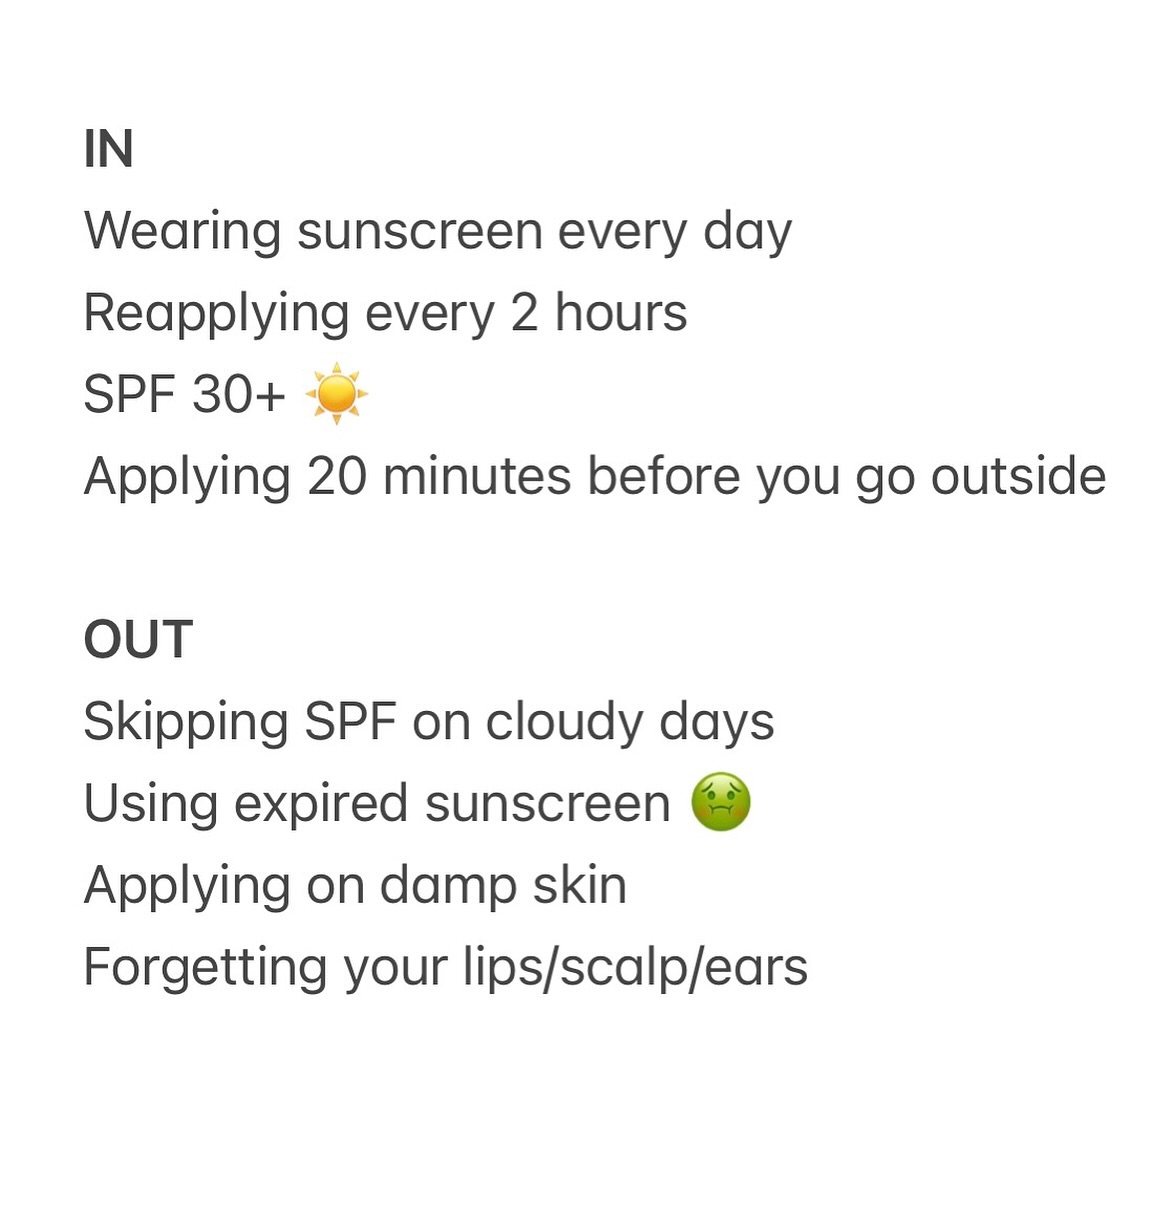 IN
Wearing sunscreen every day
Reapplying every 2 hours
SPF 30+ ☀️
Applying 20 minutes before you go outside
OUT
Skipping SPF on cloudy days
Using expired sunscreen 🤢
Applying on damp skin
Forgetting your lips/scalp/ears